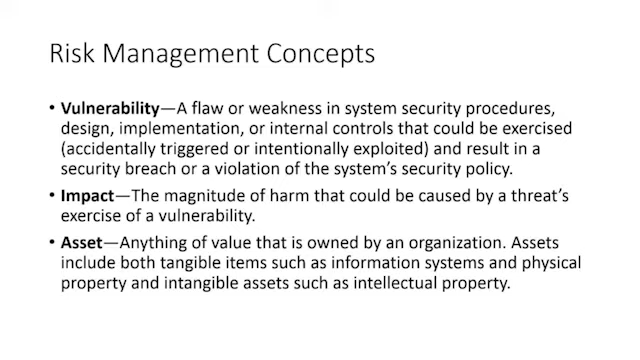 Risk Management Concepts
• Vulnerability—A flaw or weakness in system security procedures,
design, implementation, or internal controls that could be exercised
(accidentally triggered or intentionally exploited) and result in a
security breach or a violation of the system's security policy.
• Impact—The magnitude of harm that could be caused by a threat's
exercise of a vulnerability.
• Asset—Anything of value that is owned by an organization. Assets
include both tangible items such as information systems and physical
property and intangible assets such as intellectual property.